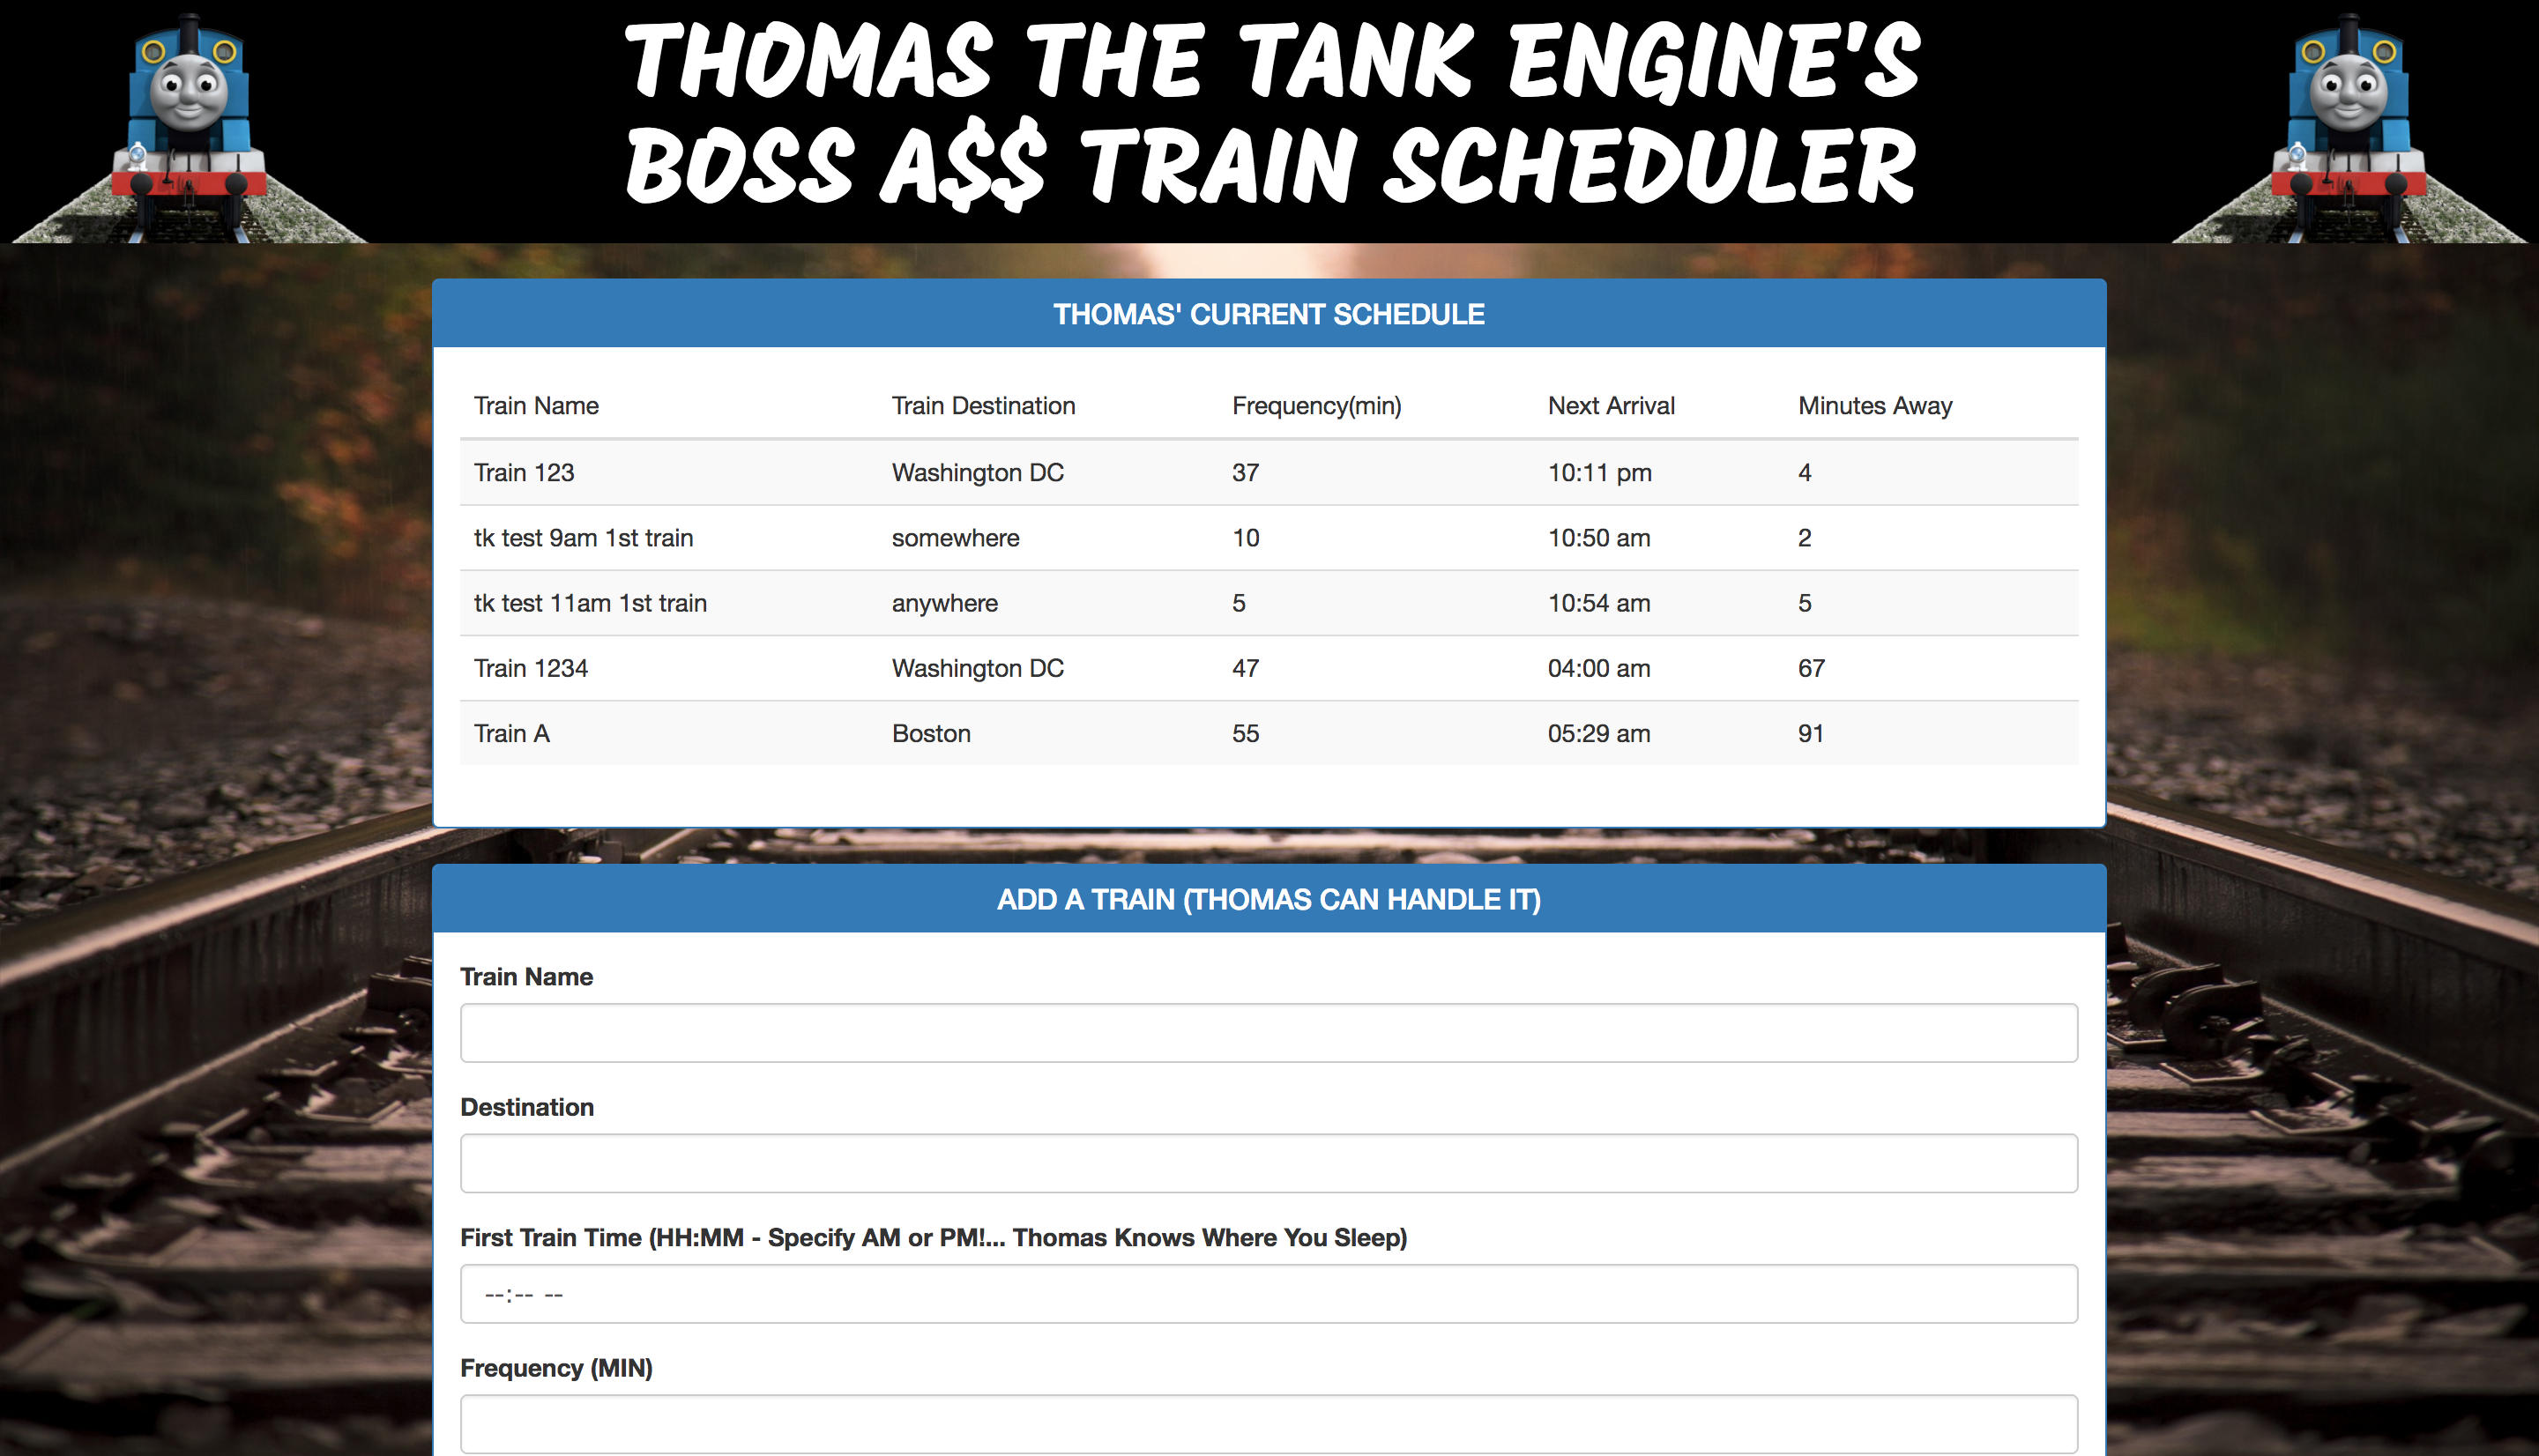 THOMAS THE TANK ENGINE'S
BOSS A$$ TRAIN SCHEDULER
THOMAS' CURRENT SCHEDULE
Train Name Train Destination Frequency(min) Next Arrival Minutes Away
Train 123 Washington DC 37 10:11 pm 4
tk test 9am 1st train somewhere 10 10:50 am 2
tk test 11am 1st train anywhere 5 10:54 am 5
Train 1234 Washington DC 47 04:00 am 67
Train A Boston 55 05:29 am 91
ADD A TRAIN (THOMAS CAN HANDLE IT)
Train Name
Destination
First Train Time (HH:MM - Specify AM or PM!... Thomas Knows Where You Sleep)
--:-- --
Frequency (MIN)